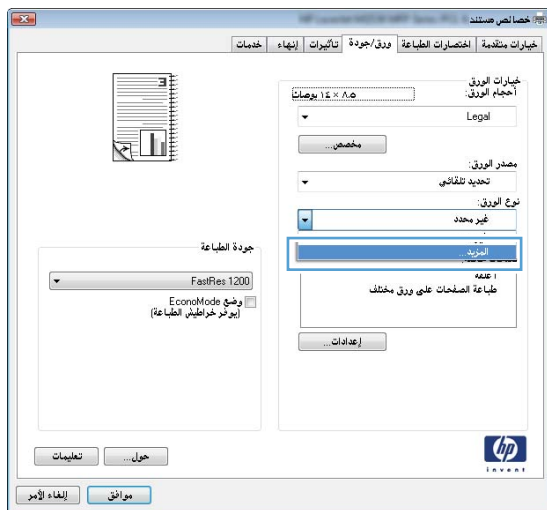 خصائص مستند
خيارات متقدمة
اختصارات الطباعة
ورق/جودة
تأثيرات
إنهاء
خدمات
خيارات الورق
أحجام الورق:
٨.٥ × ١٤ بوصات
Legal
مخصص...
مصدر الورق:
تحديد تلقائي
نوع الورق:
غير محدد
المزيد...
أغلفة
طباعة الصفحات على ورق مختلف
إعدادات...
جودة الطباعة
FastRes 1200
وضع EconoMode
(يوفر خراطيش الطباعة)
hp
invent
حول...
تعليمات
موافق
إلغاء الأمر